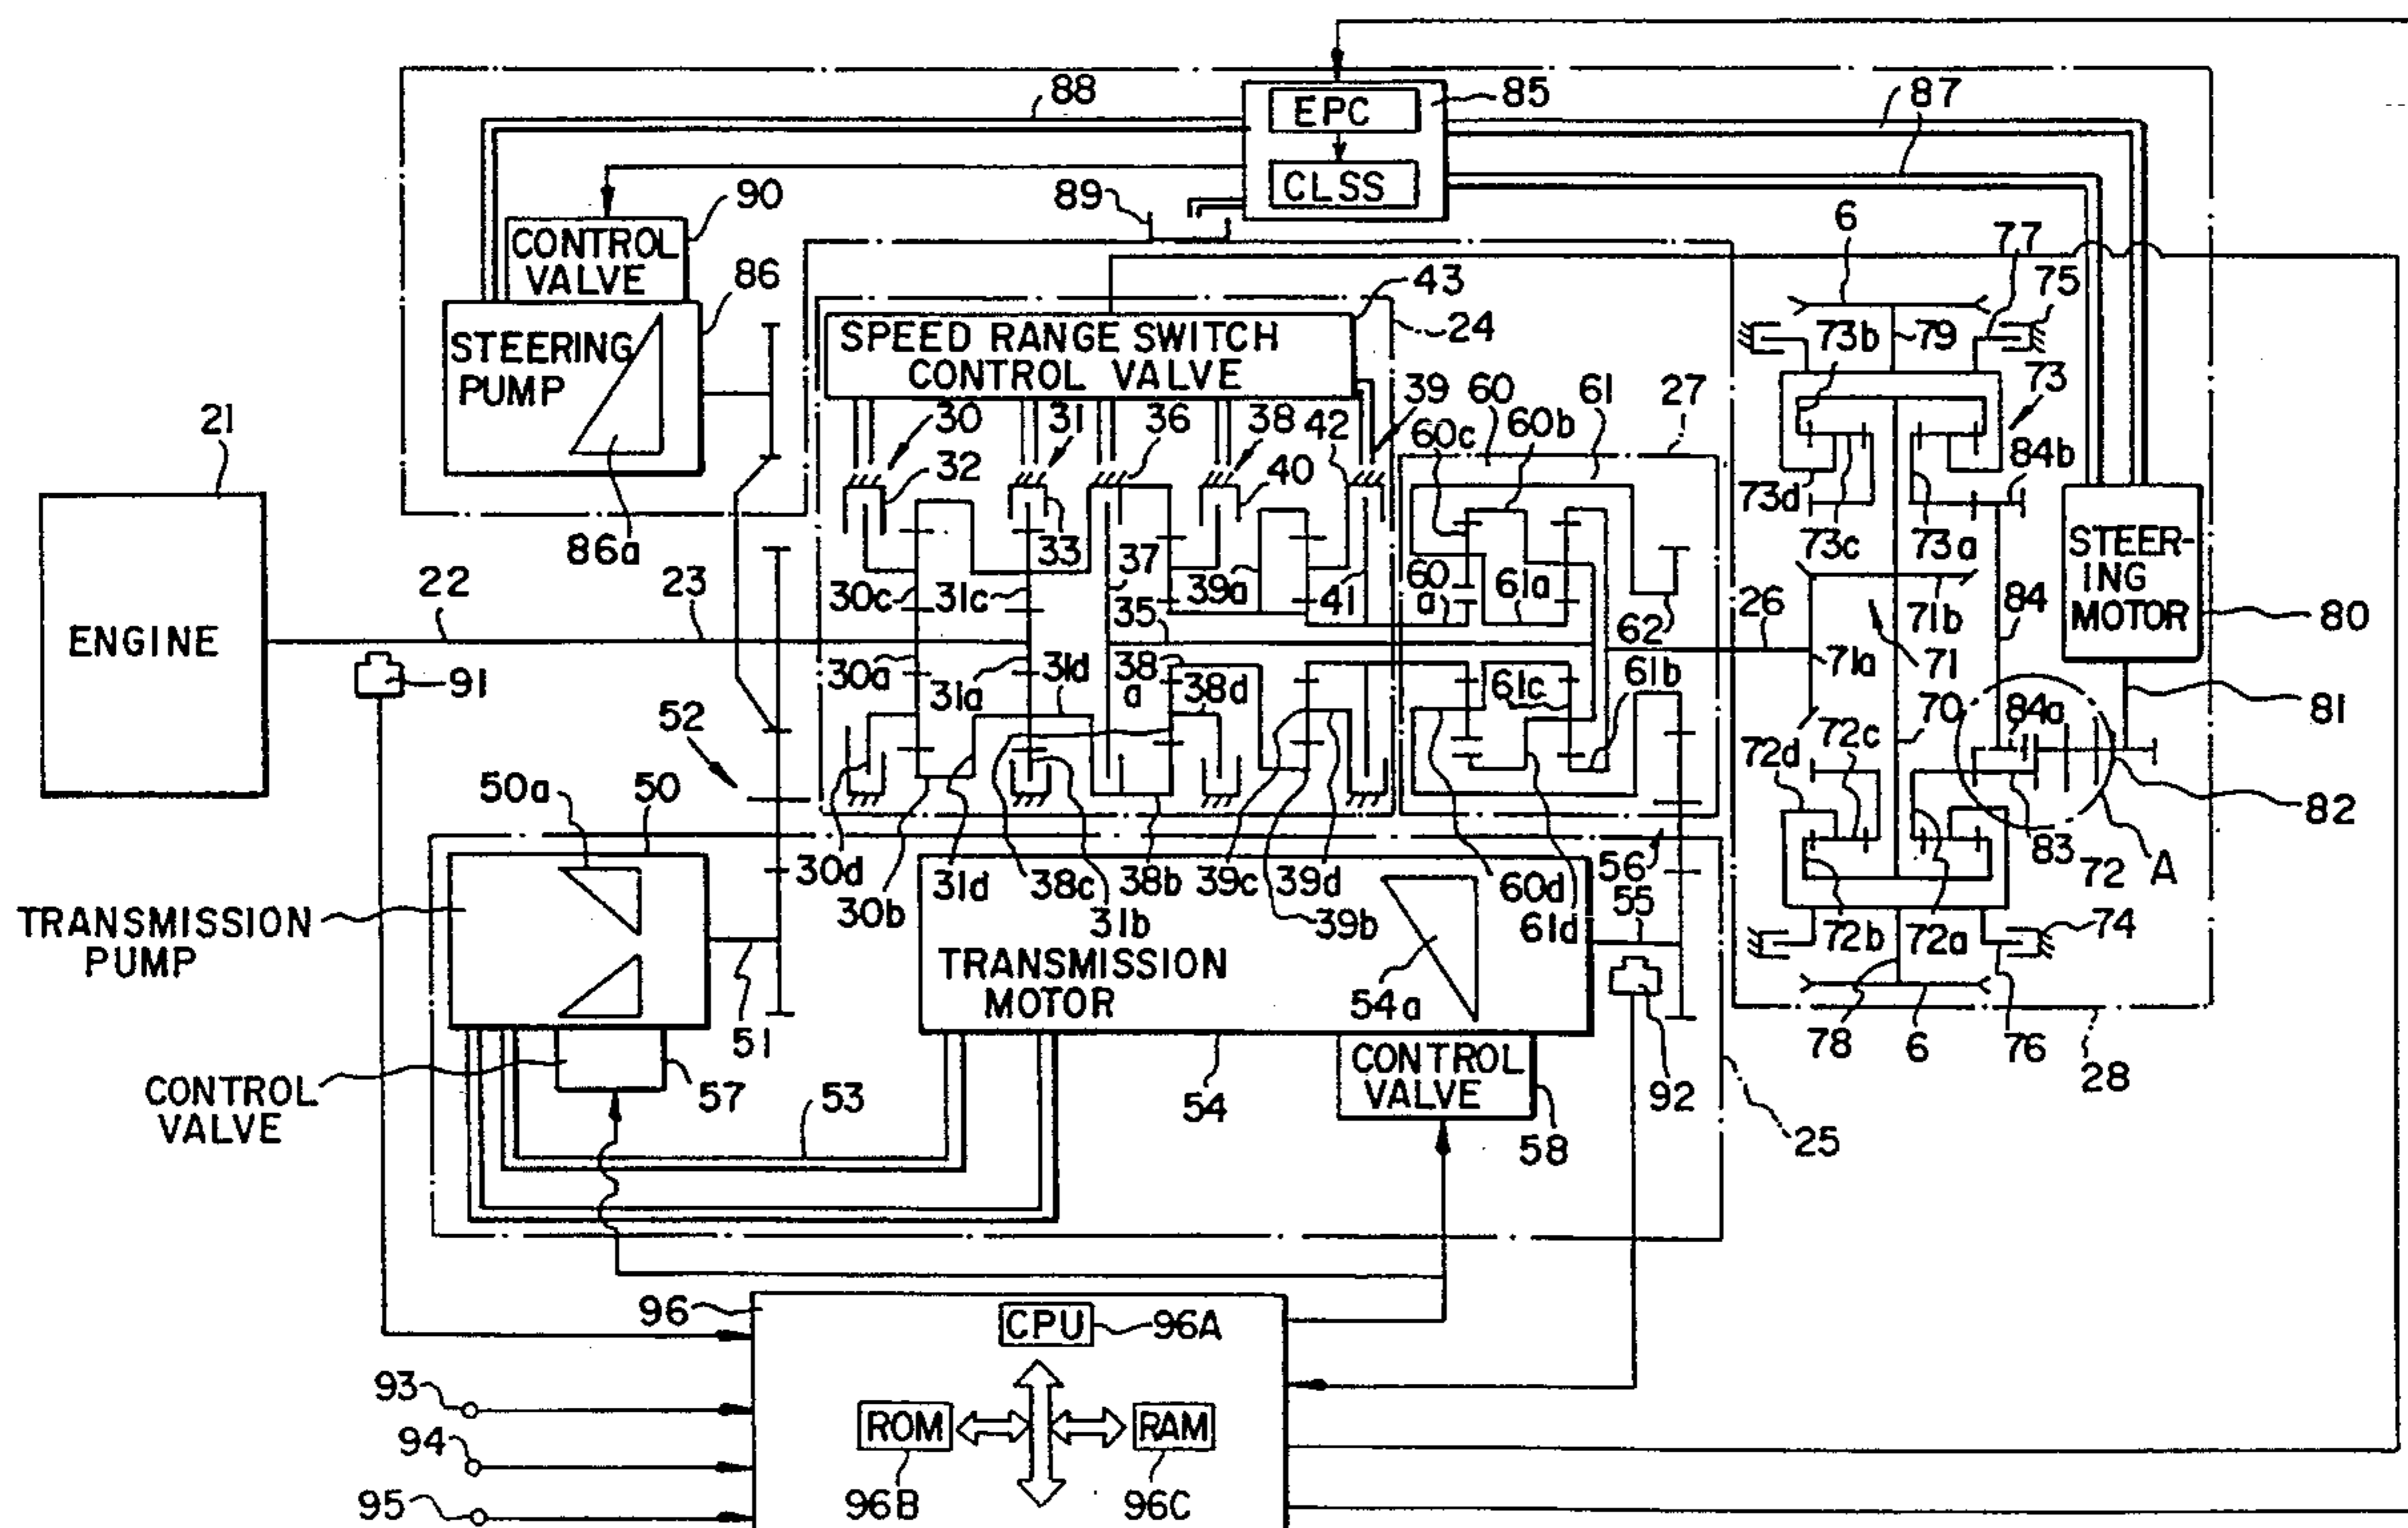 88
EPC
85
87
CLSS
89
90
6
77
CONTROL
VALVE
86
43
75
24
73b
79
STEERING
PUMP
SPEED RANGE SWITCH
CONTROL VALVE
21
30
31
36
38
39
60
61
27
73
42
60c
60b
32
40
84b
73d
86a
33
37
73c
73a
STEER-
ING
MOTOR
22
23
30c
31c
39a
41
60
a
61a
26
84
ENGINE
35
62
71b
80
91
30a
31a
31d
38
a
38d
61c
61b
71a
71
52
70
84a
81
72d
72c
50a
50
82
30d
56
83
72
A
30b
31d
38c
38b
39c
39d
60d
55
TRANSMISSION
PUMP
31b
39b
61d
72b
72a
74
TRANSMISSION
MOTOR
54a
51
78
6
76
CONTROL
VALVE
57
53
54
CONTROL
VALVE
92
28
58
25
96
CPU
96A
93
ROM
RAM
94
95
96B
96C